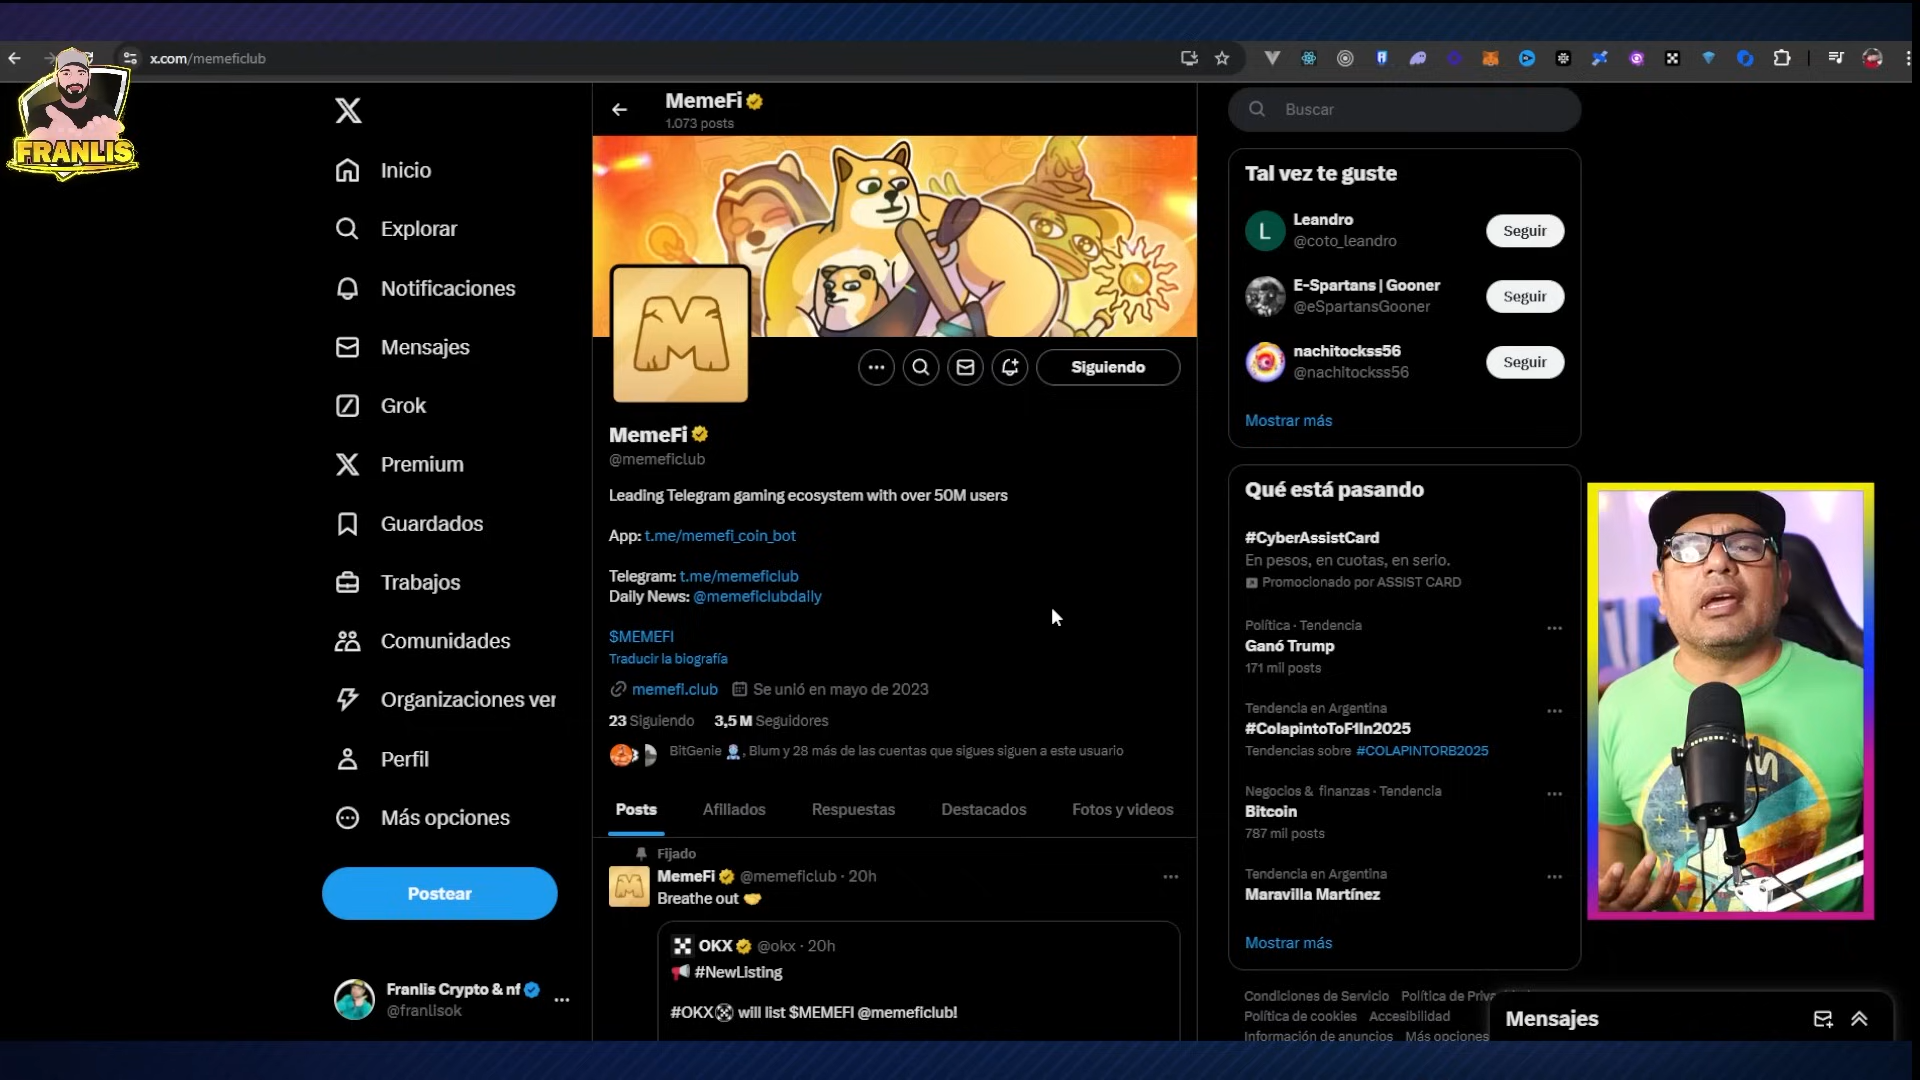 x.com/memeficlub
FRANLIS
Inicio
Explorar
Notificaciones
Mensajes
Grok
Premium
Guardados
Trabajos
Comunidades
Organizaciones ver
Perfil
Más opciones
Postear
Franlis Crypto & nf
@franlisok
MemeFi
1.073 posts
M
Siguiendo
MemeFi
@memeficlub
Leading Telegram gaming ecosystem with over 50M users
App: t.me/memefi_coin_bot
Telegram: t.me/memeficlub
Daily News: @memeficlubdaily
$MEMEFI
Traducir la biografía
memefi.club Se unió en mayo de 2023
23 Siguiendo 3,5 M Seguidores
BitGenie, Blum y 28 más de las cuentas que sigues siguen a este usuario
Posts Afiliados Respuestas Destacados Fotos y videos
Fijado
MemeFi @memeficlub · 20h
Breathe out
OKX @okx · 20h
#NewListing
#OKX will list $MEMEFI @memeficlub!
Buscar
Tal vez te guste
L
Leandro
@coto_leandro
Seguir
E-Spartans | Gooner
@eSpartansGooner
Seguir
nachitockss56
@nachitockss56
Seguir
Mostrar más
Qué está pasando
#CyberAssistCard
En pesos, en cuotas, en serio.
Promocionado por ASSIST CARD
Política · Tendencia
Ganó Trump
171 mil posts
Tendencia en Argentina
#ColapintoToF1In2025
Tendencias sobre #COLAPINTORB2025
Negocios & finanzas · Tendencia
Bitcoin
787 mil posts
Tendencia en Argentina
Maravilla Martínez
Mostrar más
Condiciones de Servicio Política de
Política de cookies Accesibilidad
Información de anuncios Más opciones
Mensajes